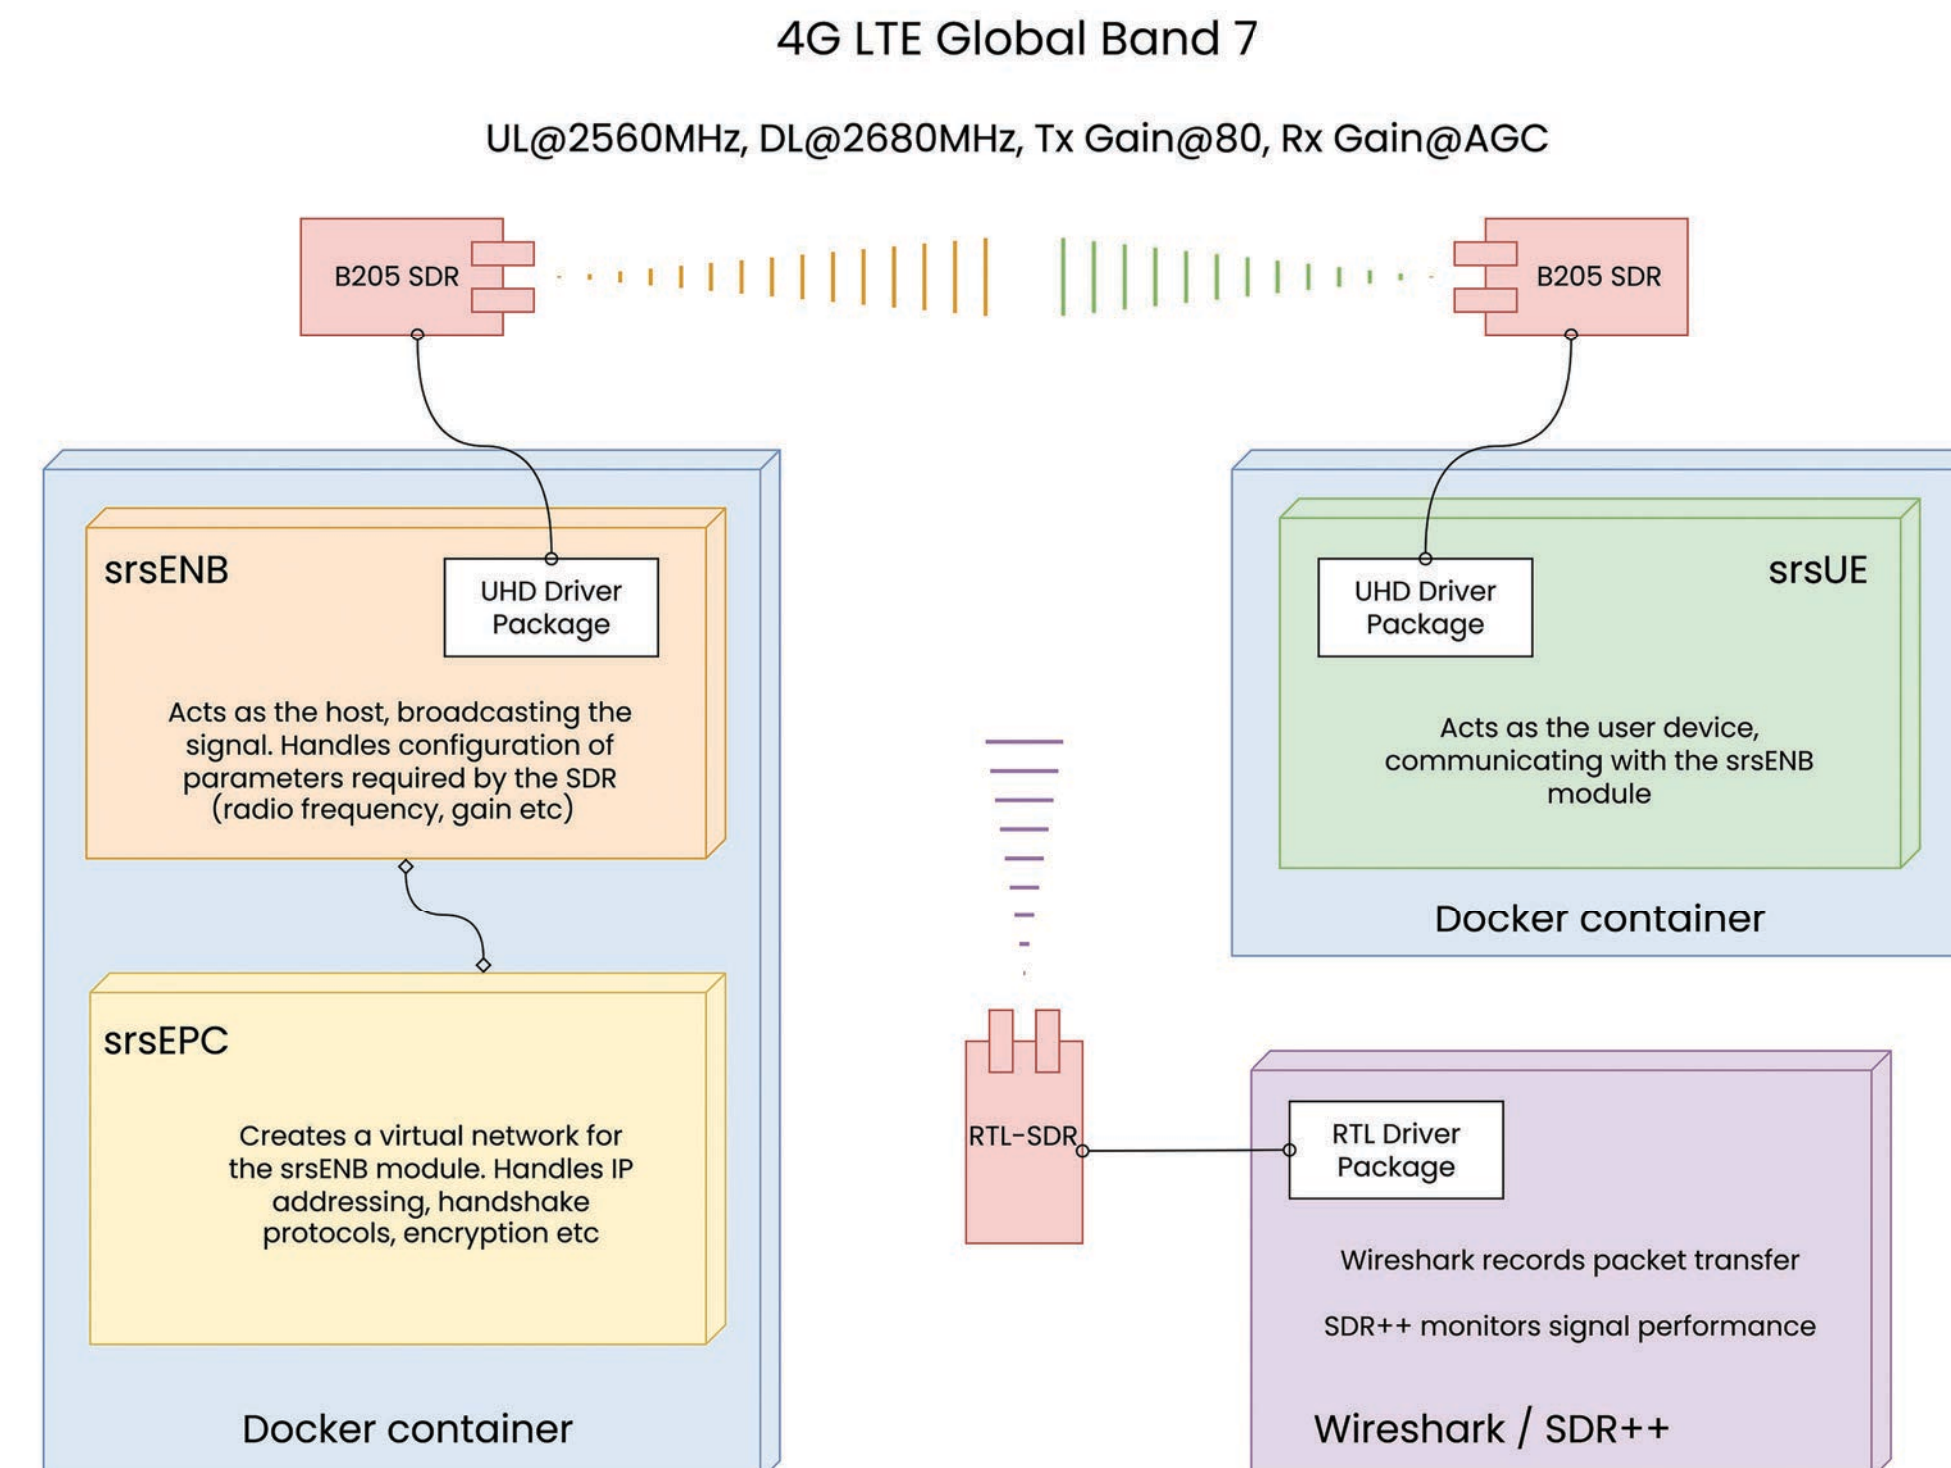 4G LTE Global Band 7
UL@2560MHz, DL@2680MHz, Tx Gain@80, Rx Gain@AGC
B205 SDR
B205 SDR
srsENB
UHD Driver
Package
Acts as the host, broadcasting the
signal. Handles configuration of
parameters required by the SDR
(radio frequency, gain etc)
srsEPC
Creates a virtual network for
the srsENB module. Handles IP
addressing, handshake
protocols, encryption etc
Docker container
UHD Driver
Package
srsUE
Acts as the user device,
communicating with the srsENB
module
Docker container
RTL-SDR
RTL Driver
Package
Wireshark records packet transfer
SDR++ monitors signal performance
Wireshark / SDR++